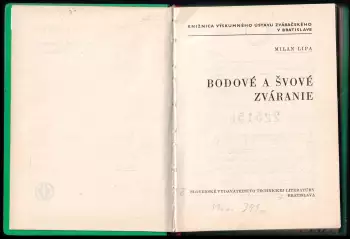 KNIŽNICA VÝSKUMNÉHO ÚSTAVU ZVÁRAČSKÉHO
V BRATISLAVE
MILAN LIPA
BODOVÉ A ŠVOVÉ
ZVÁRANIE
SLOVENSKÉ VYDAVATEĽSTVO TECHNICKEJ LITERATÚRY
BRATISLAVA